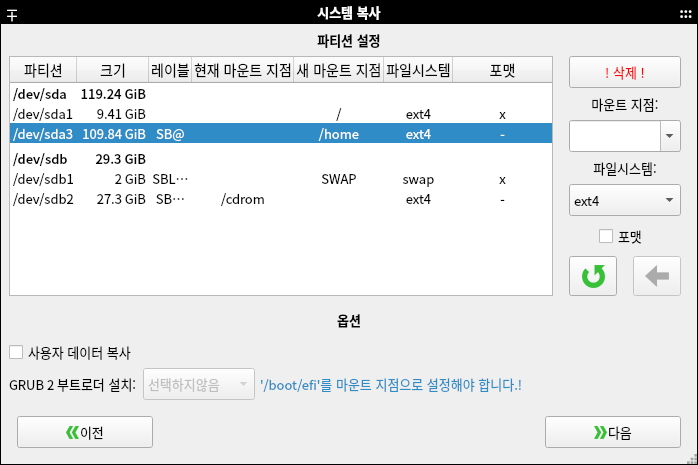 시스템 복사
파티션 설정
파티션 크기 레이블 현재 마운트 지점 새 마운트 지점 파일시스템 포맷
/dev/sda 119.24 GiB
/dev/sda1 9.41 GiB / ext4 x
/dev/sda3 109.84 GiB SB@ /home ext4 -
/dev/sdb 29.3 GiB
/dev/sdb1 2 GiB SBL… SWAP swap x
/dev/sdb2 27.3 GiB SB… /cdrom ext4 -
! 삭제 !
마운트 지점:
파일시스템:
ext4
포맷
옵션
사용자 데이터 복사
GRUB 2 부트로더 설치: 선택하지않음 '/boot/efi'를 마운트 지점으로 설정해야 합니다.!
이전 다음